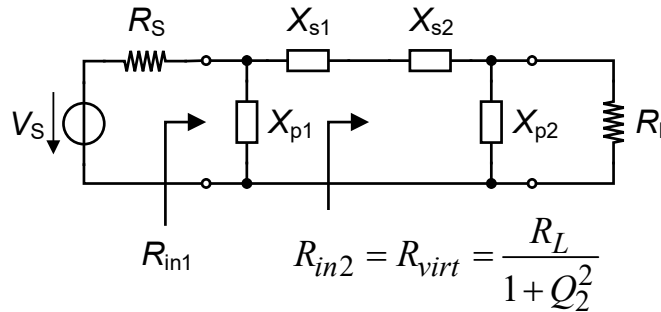 R_S X_s1 X_s2
V_S X_p1 X_p2
R_in1 R_in2 = R_virt = R_L / (1 + Q_2^2)